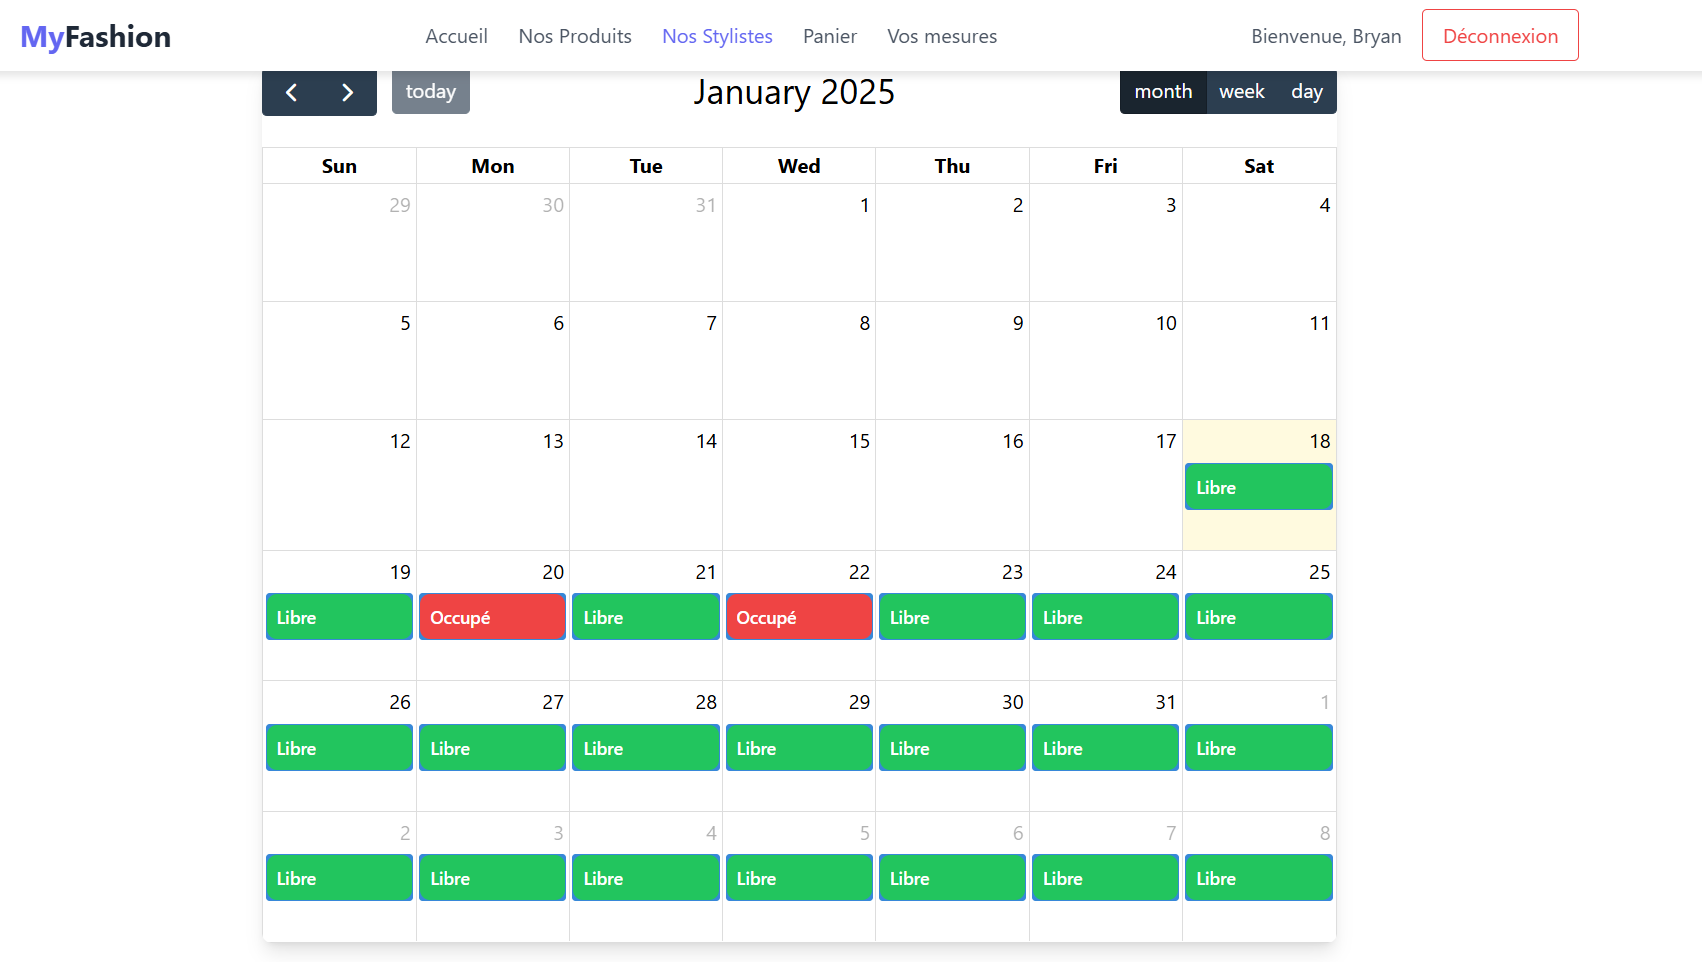 MyFashion Accueil Nos Produits Nos Stylistes Panier Vos mesures Bienvenue, Bryan Déconnexion
today January 2025 month week day
Sun Mon Tue Wed Thu Fri Sat
29 30 31 1 2 3 4
5 6 7 8 9 10 11
12 13 14 15 16 17 18
Libre
19 20 21 22 23 24 25
Libre Occupé Libre Occupé Libre Libre Libre
26 27 28 29 30 31 1
Libre Libre Libre Libre Libre Libre Libre
2 3 4 5 6 7 8
Libre Libre Libre Libre Libre Libre Libre